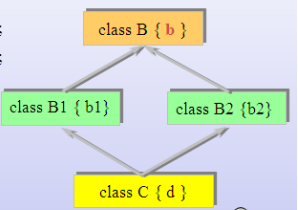 ;
class B { b }
;
class B1 { b1}
class B2 {b2}
class C { d }